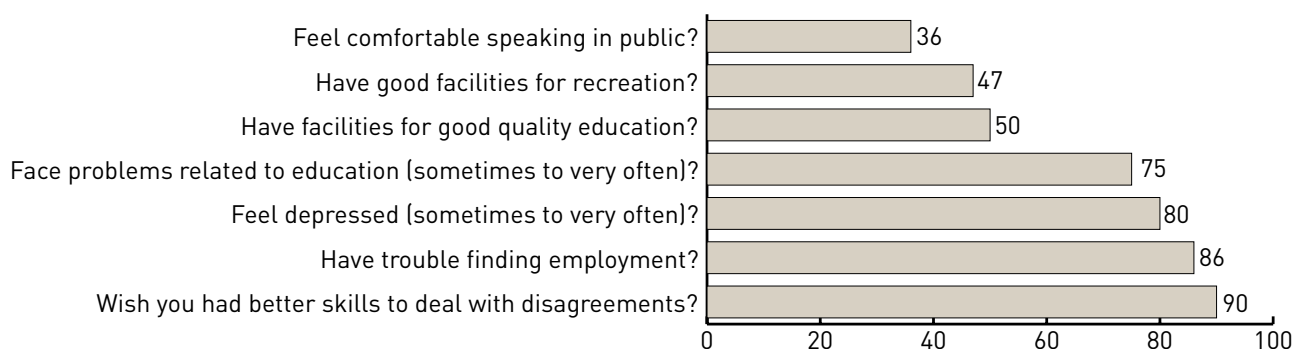 Feel comfortable speaking in public? 36
Have good facilities for recreation? 47
Have facilities for good quality education? 50
Face problems related to education (sometimes to very often)? 75
Feel depressed (sometimes to very often)? 80
Have trouble finding employment? 86
Wish you had better skills to deal with disagreements? 90
0 20 40 60 80 100